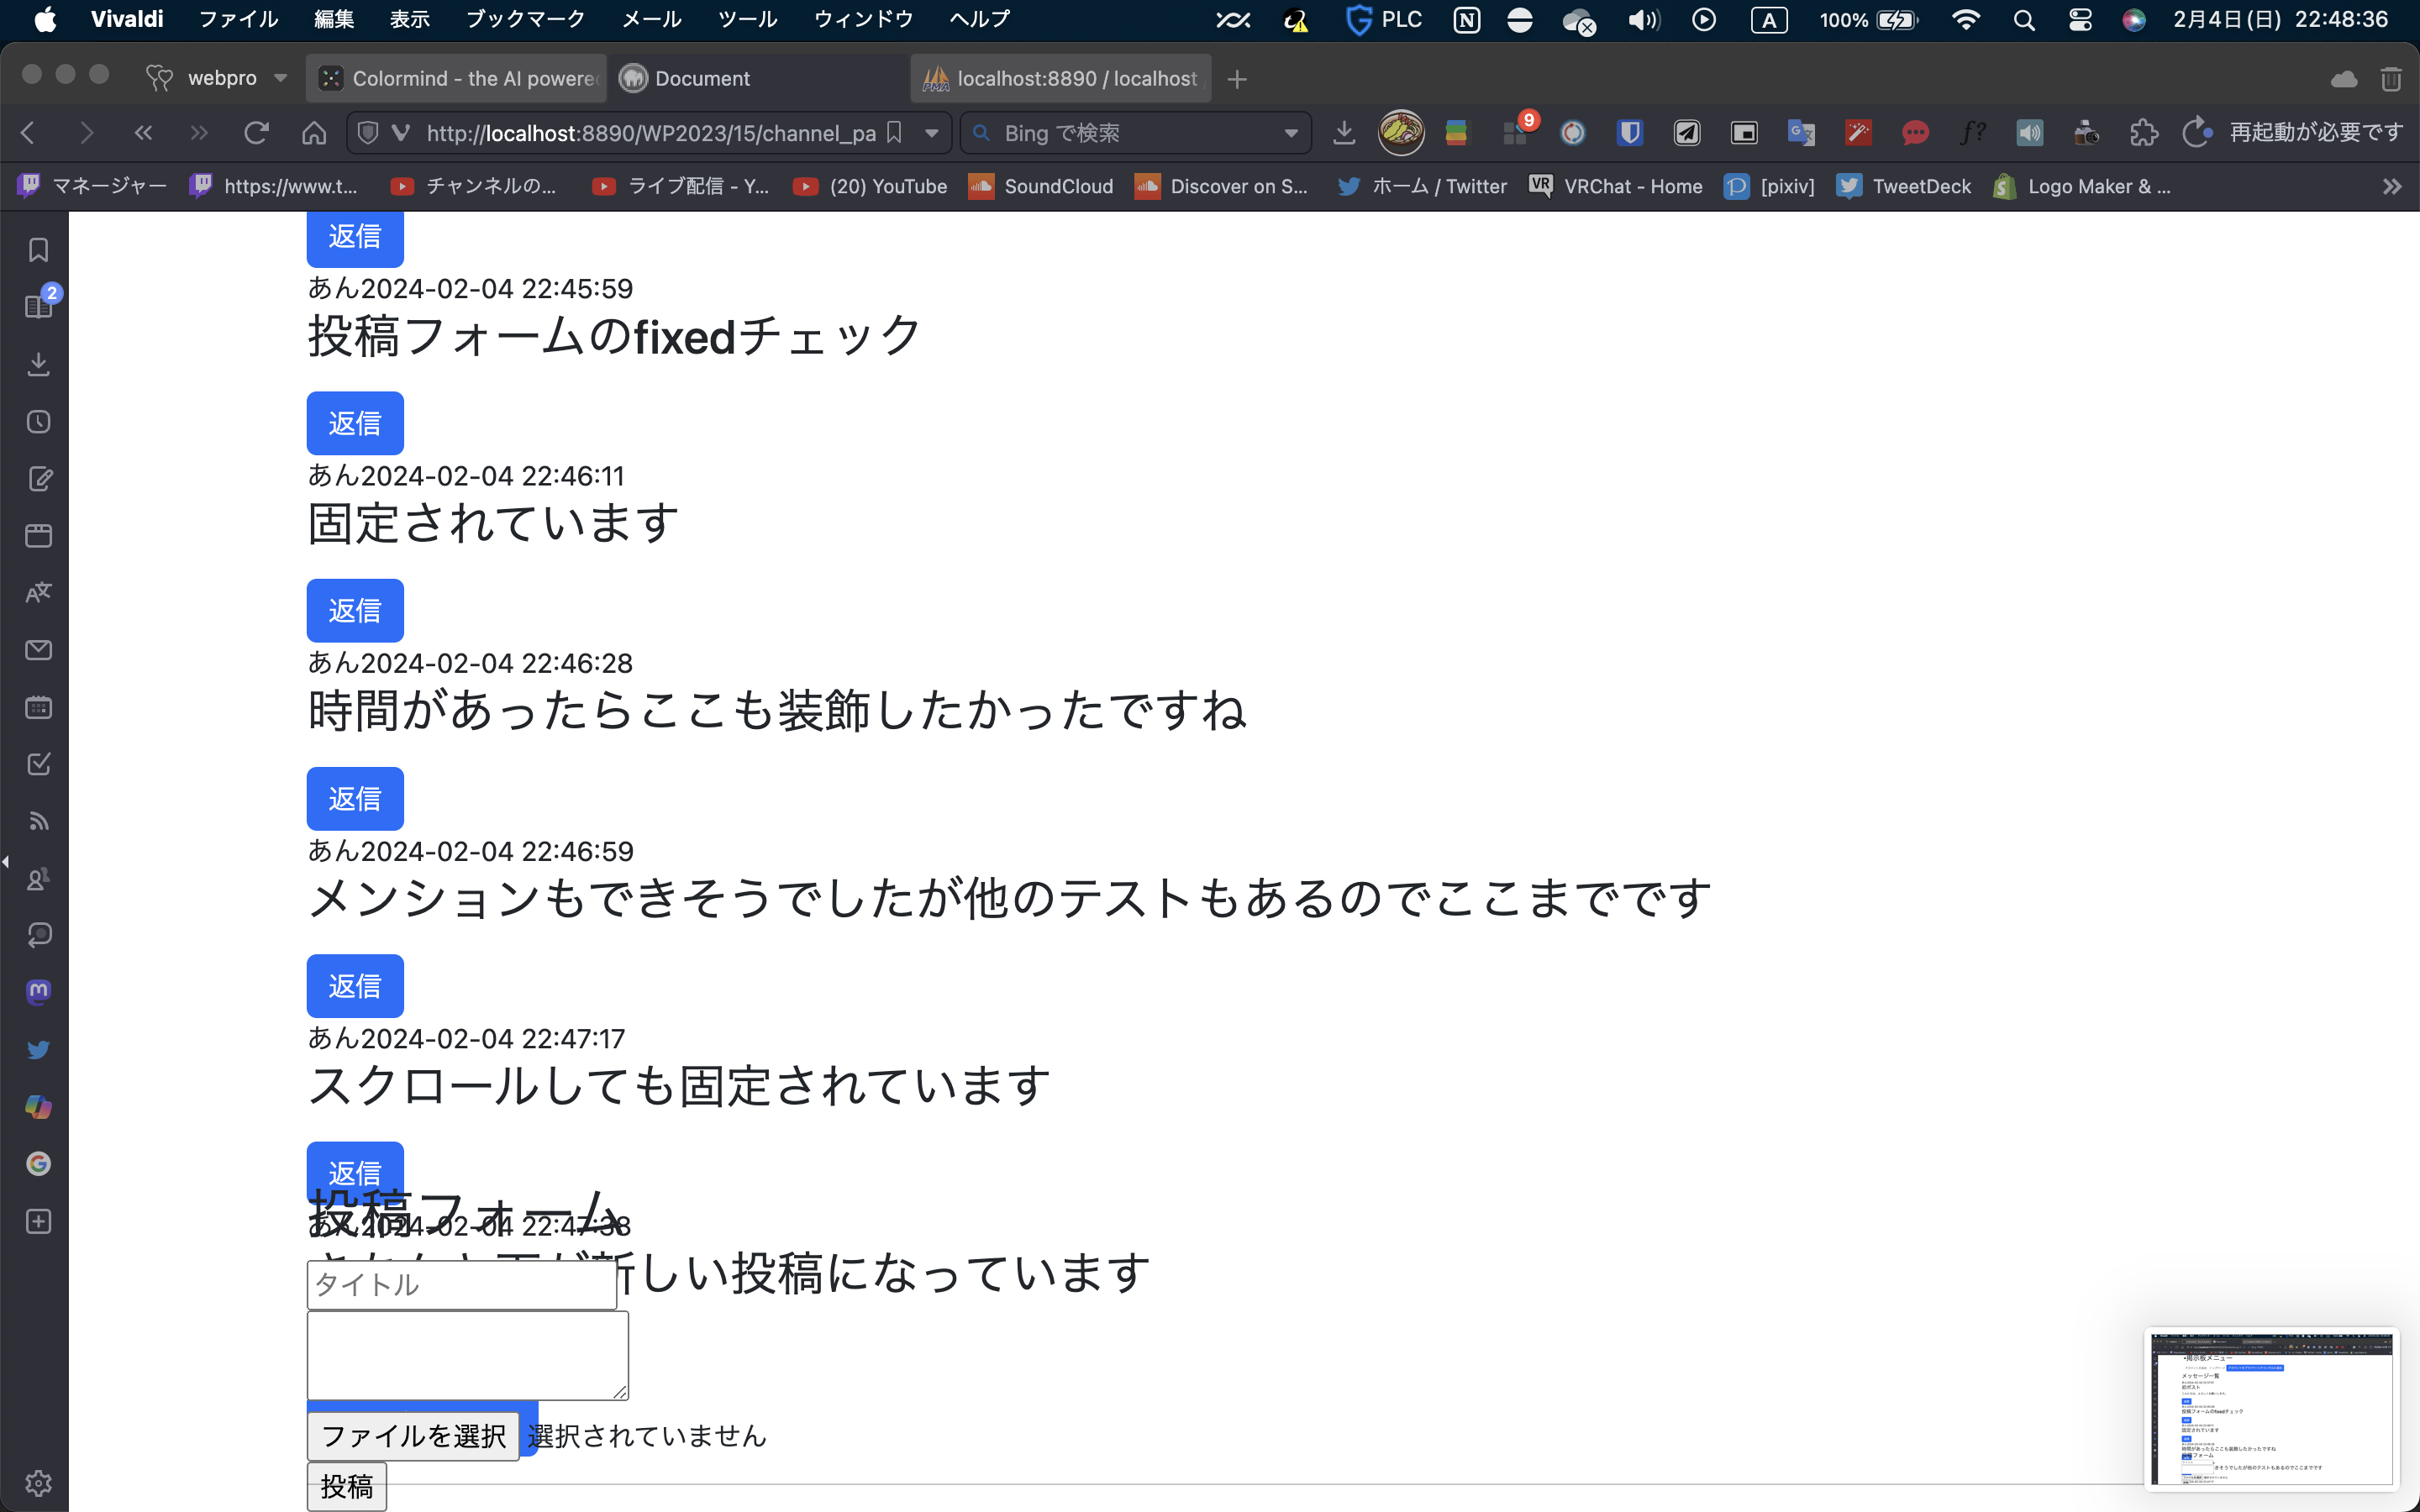 Vivaldi ファイル 編集 表示 ブックマーク メール ツール ウィンドウ ヘルプ PLC N A 100% 2月4日(日) 22:48:36
webpro Colormind - the AI powere Document localhost:8890 / localhost
http://localhost:8890/WP2023/15/channel_pa Bing で検索 9 再起動が必要です
マネージャー https://www.t... チャンネルの... ライブ配信 - Y... (20) YouTube SoundCloud Discover on S... ホーム / Twitter VRChat - Home [pixiv] TweetDeck Logo Maker & ...
2
返信
あん2024-02-04 22:45:59
投稿フォームのfixedチェック
返信
あん2024-02-04 22:46:11
固定されています
返信
あん2024-02-04 22:46:28
時間があったらここも装飾したかったですね
返信
あん2024-02-04 22:46:59
メンションもできそうでしたが他のテストもあるのでここまでです
返信
あん2024-02-04 22:47:17
スクロールしても固定されています
返信
投稿フォーム
あん2024-02-04 22:47:38
新しい投稿になっています
タイトル
ファイルを選択 選択されていません
投稿